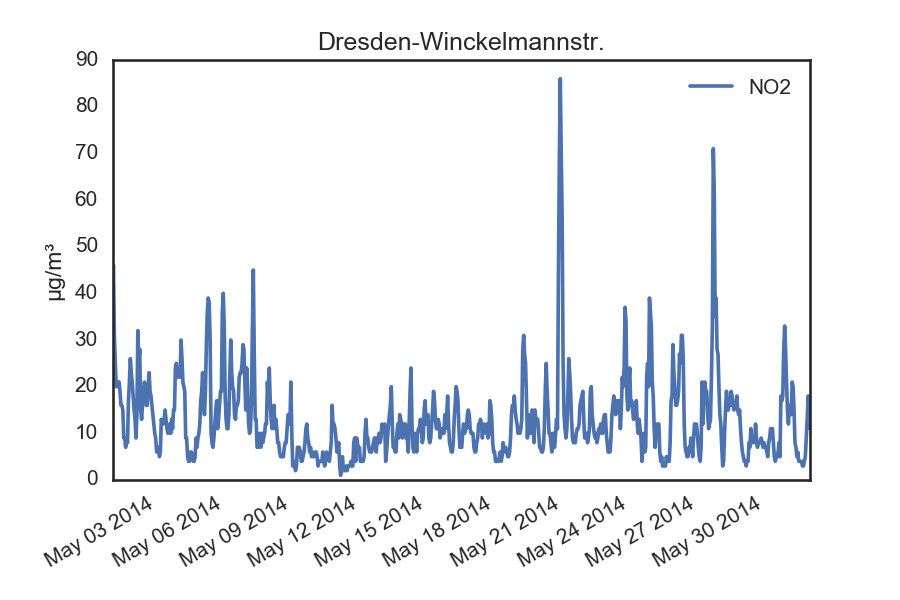 Dresden-Winckelmannstr.
90
80
70
60
50
40
30
20
10
0
µg/m³
NO2
May 03 2014
May 06 2014
May 09 2014
May 12 2014
May 15 2014
May 18 2014
May 21 2014
May 24 2014
May 27 2014
May 30 2014